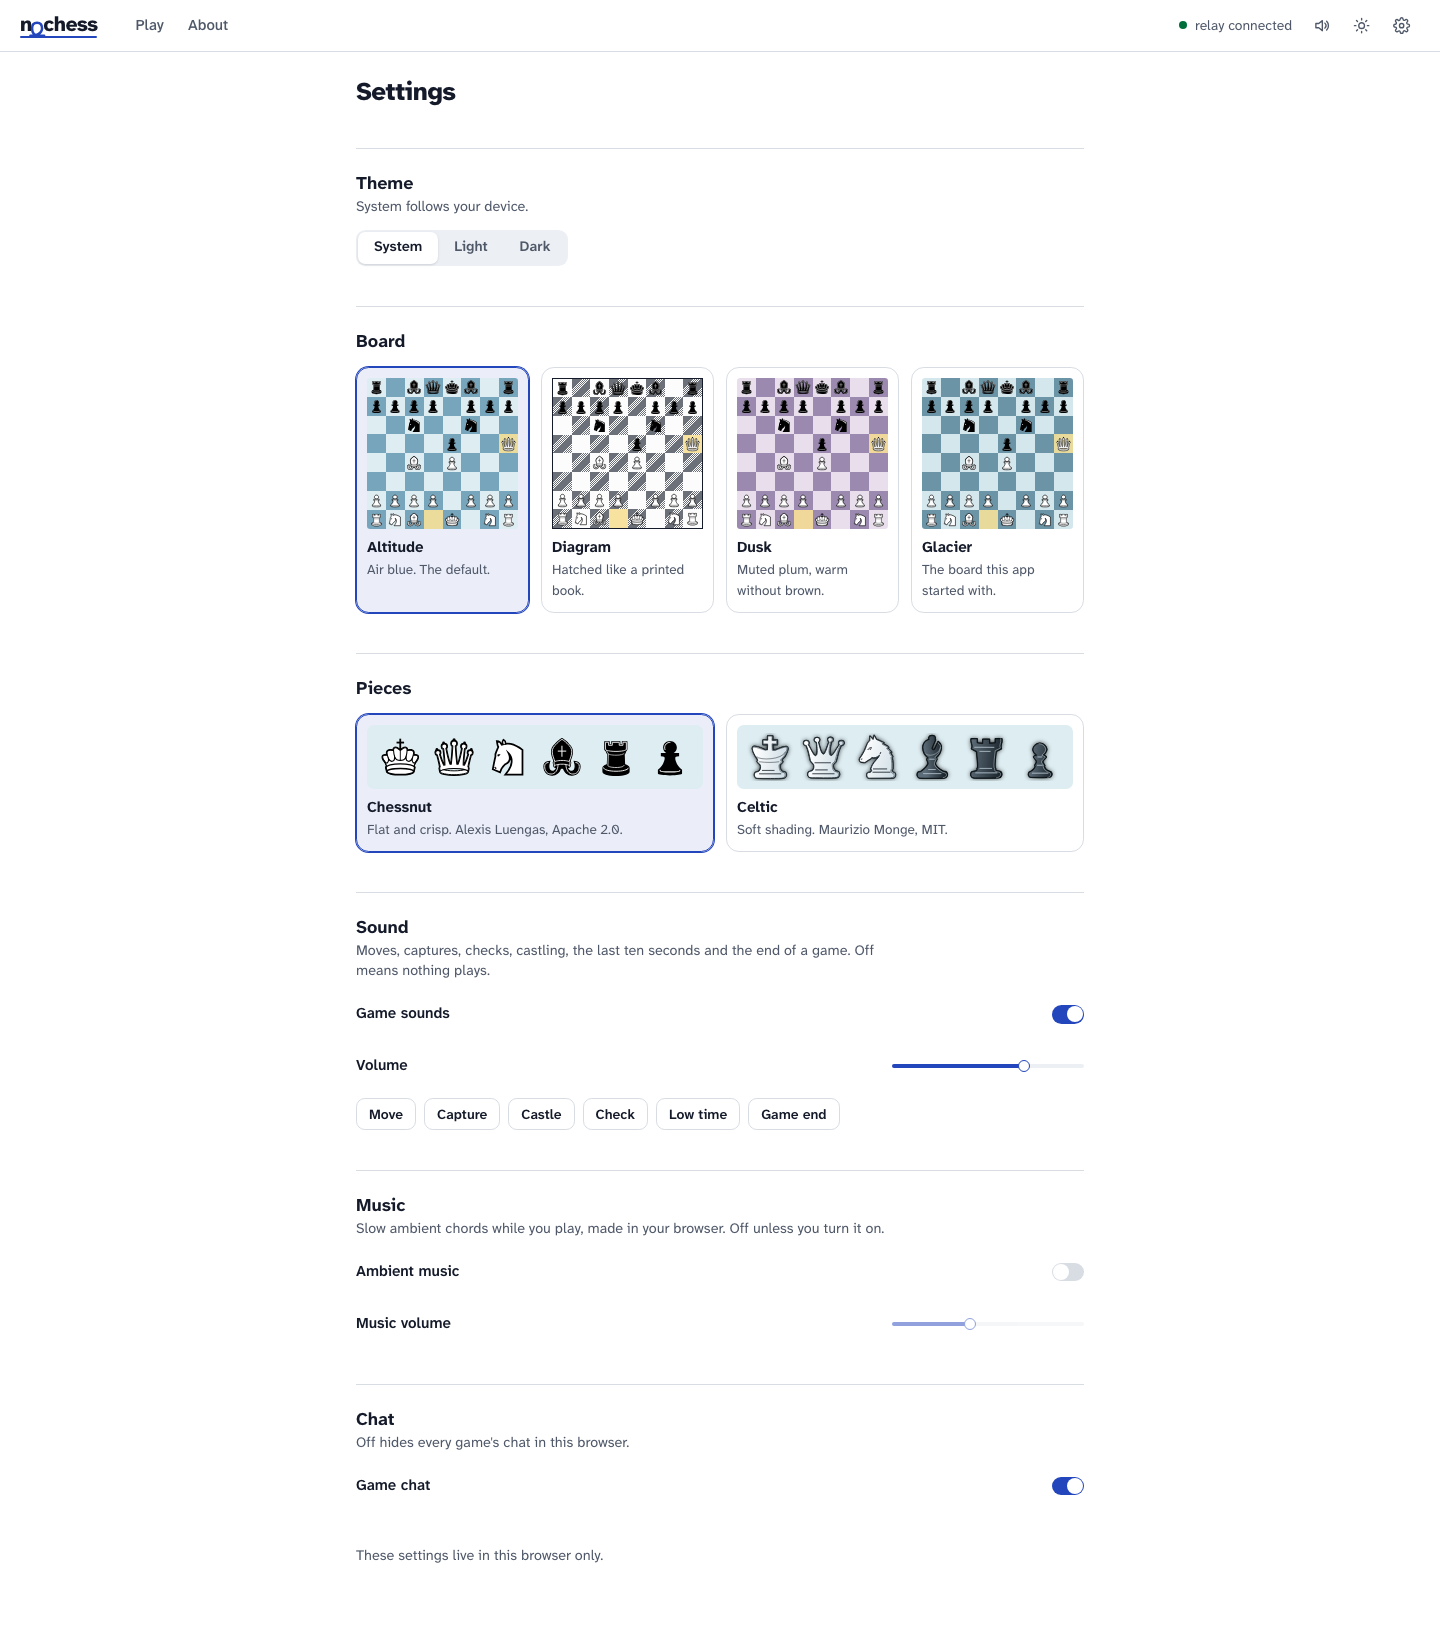 nochess
Play
About
relay connected
Settings
Theme
System follows your device.
System
Light
Dark
Board
Altitude
Air blue. The default.
Diagram
Hatched like a printed
book.
Dusk
Muted plum, warm
without brown.
Glacier
The board this app
started with.
Pieces
Chessnut
Flat and crisp. Alexis Luengas, Apache 2.0.
Celtic
Soft shading. Maurizio Monge, MIT.
Sound
Moves, captures, checks, castling, the last ten seconds and the end of a game. Off
means nothing plays.
Game sounds
Volume
Move
Capture
Castle
Check
Low time
Game end
Music
Slow ambient chords while you play, made in your browser. Off unless you turn it on.
Ambient music
Music volume
Chat
Off hides every game's chat in this browser.
Game chat
These settings live in this browser only.